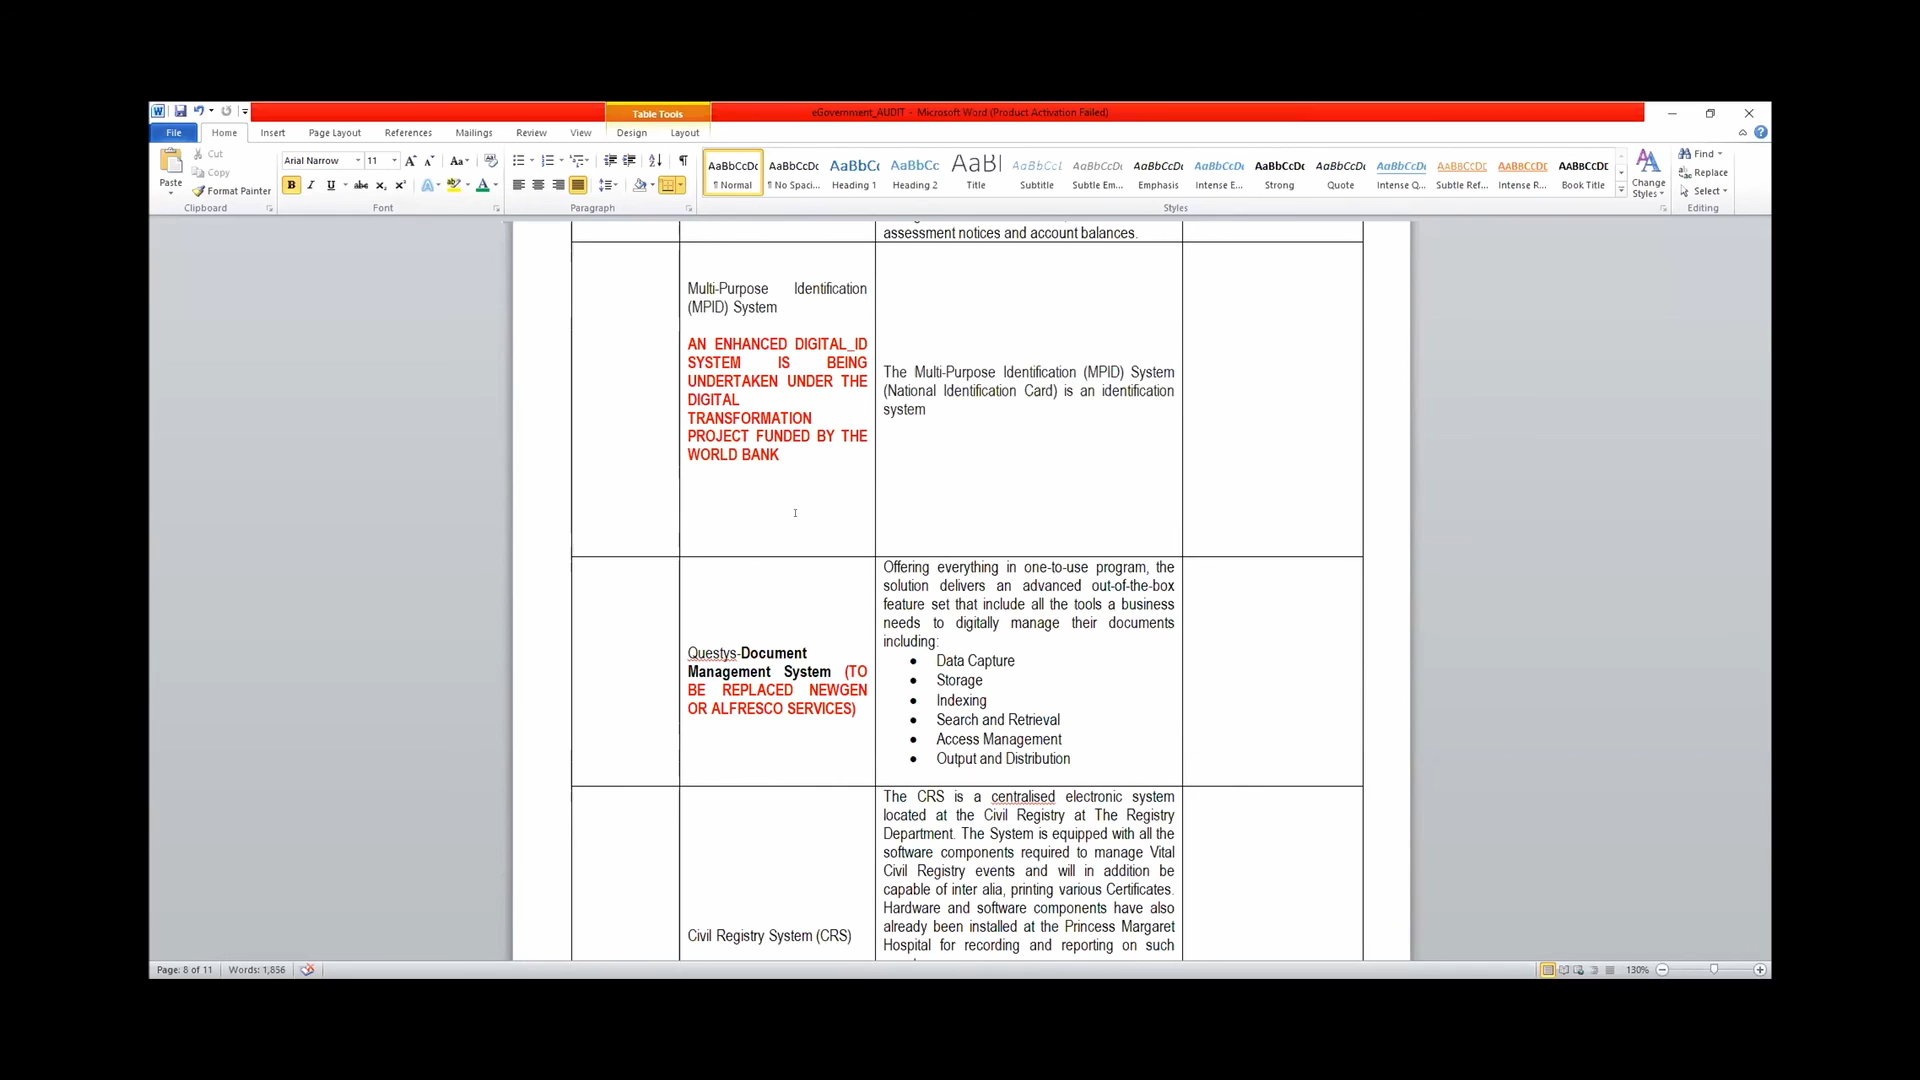 eGovernment_AUDIT - Microsoft Word (Product Activation Failed)
Table Tools
File Home Insert Page Layout References Mailings Review View Design Layout
Paste
Cut
Copy
Format Painter
Clipboard
Arial Narrow 11
Font
Paragraph
AaBbCcDc AaBbCcDc AaBbCc AaBbCc AaBl AaBbCcL AaBbCcDc AaBbCcDc AaBbCcDc AaBbCcDc AaBbCcDc AaBbCcDc AaBbCcDc AaBbCcDc AaBbCcDc
¶ Normal ¶ No Spaci... Heading 1 Heading 2 Title Subtitle Subtle Em... Emphasis Intense E... Strong Quote Intense Q... Subtle Ref... Intense R... Book Title
Styles
Change
Styles
Find
Replace
Select
Editing
assessment notices and account balances.
Multi-Purpose Identification
(MPID) System
AN ENHANCED DIGITAL_ID
SYSTEM IS BEING
UNDERTAKEN UNDER THE
DIGITAL
TRANSFORMATION
PROJECT FUNDED BY THE
WORLD BANK
The Multi-Purpose Identification (MPID) System
(National Identification Card) is an identification
system
Questys-Document
Management System (TO
BE REPLACED NEWGEN
OR ALFRESCO SERVICES)
Offering everything in one-to-use program, the
solution delivers an advanced out-of-the-box
feature set that include all the tools a business
needs to digitally manage their documents
including:
• Data Capture
• Storage
• Indexing
• Search and Retrieval
• Access Management
• Output and Distribution
Civil Registry System (CRS)
The CRS is a centralised electronic system
located at the Civil Registry at The Registry
Department. The System is equipped with all the
software components required to manage Vital
Civil Registry events and will in addition be
capable of inter alia, printing various Certificates.
Hardware and software components have also
already been installed at the Princess Margaret
Hospital for recording and reporting on such
Page: 8 of 11 Words: 1,856 130%